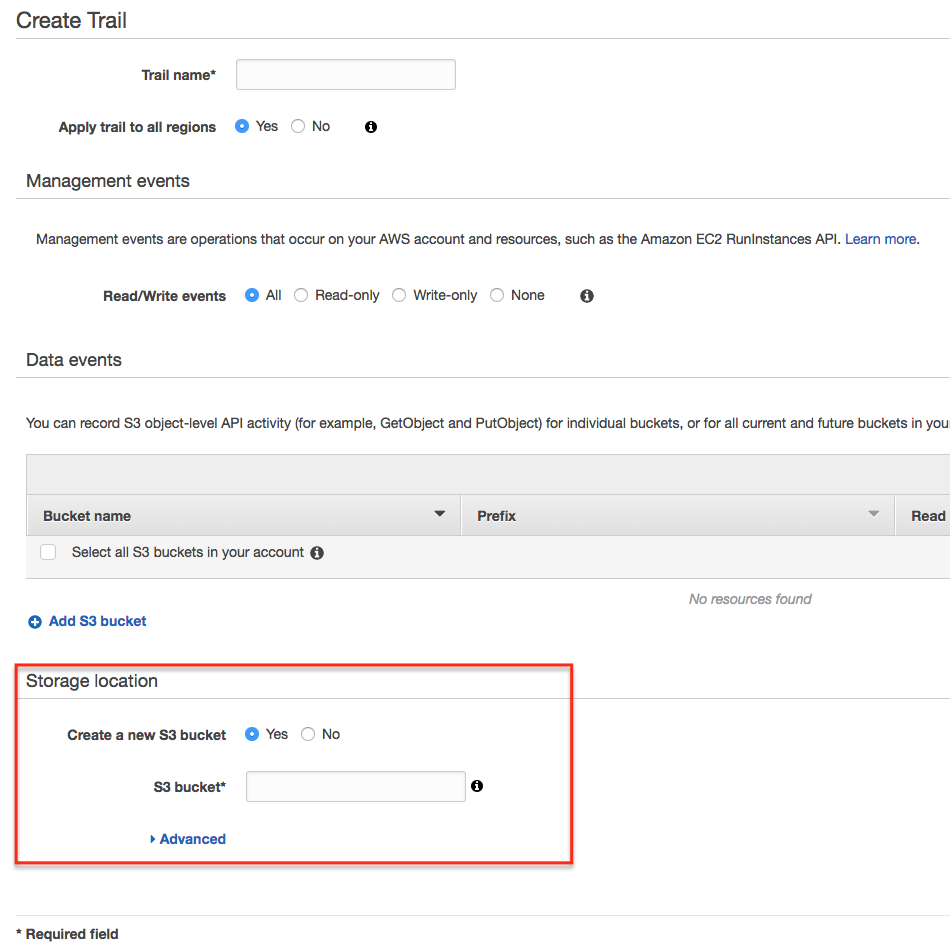 Create Trail
Trail name*
Apply trail to all regions Yes No
Management events
Management events are operations that occur on your AWS account and resources, such as the Amazon EC2 RunInstances API. Learn more.
Read/Write events All Read-only Write-only None
Data events
You can record S3 object-level API activity (for example, GetObject and PutObject) for individual buckets, or for all current and future buckets in you
Bucket name Prefix Read
Select all S3 buckets in your account
No resources found
Add S3 bucket
Storage location
Create a new S3 bucket Yes No
S3 bucket*
Advanced
* Required field